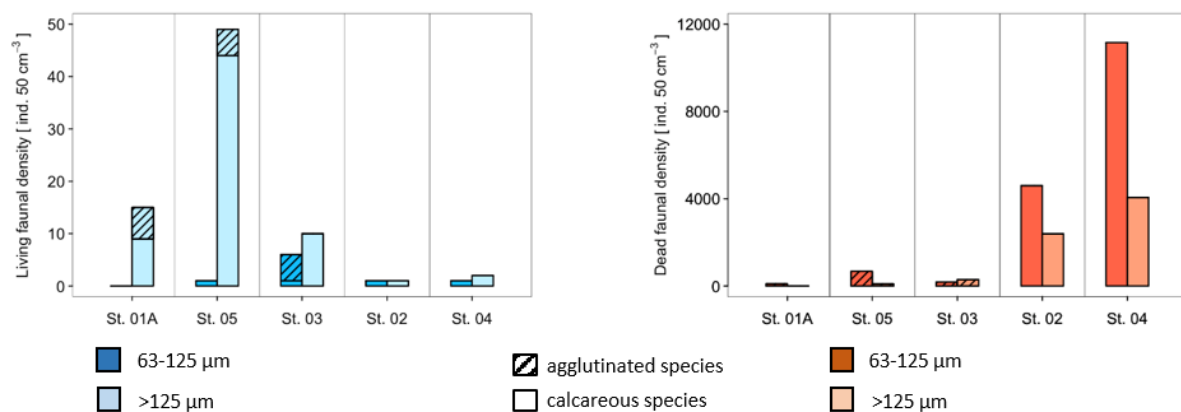 Living faunal density [ ind. 50 cm⁻³ ]
50
40
30
20
10
0
St. 01A St. 05 St. 03 St. 02 St. 04
Dead faunal density [ ind. 50 cm⁻³ ]
12000
8000
4000
0
St. 01A St. 05 St. 03 St. 02 St. 04
63-125 µm
>125 µm
agglutinated species
calcareous species
63-125 µm
>125 µm